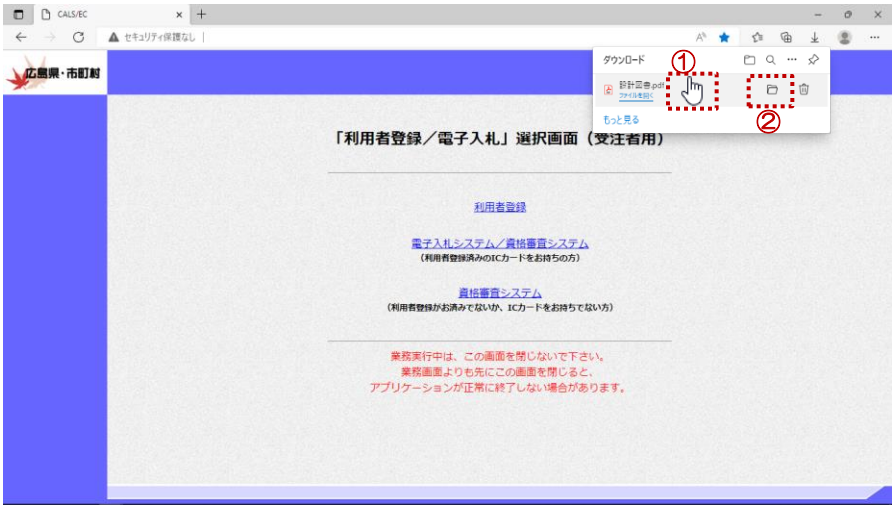 CALS/EC
セキュリティ保護なし
ダウンロード
①
設計図書.pdf
ファイルを開く
②
もっと見る
広島県・市町村
「利用者登録/電子入札」選択画面(受注者用)
利用者登録
電子入札システム/資格審査システム
(利用者登録済みのICカードをお持ちの方)
資格審査システム
(利用者登録がお済みでないか、ICカードをお持ちでない方)
業務実行中は、この画面を閉じないで下さい。
業務画面よりも先にこの画面を閉じると、
アプリケーションが正常に終了しない場合があります。